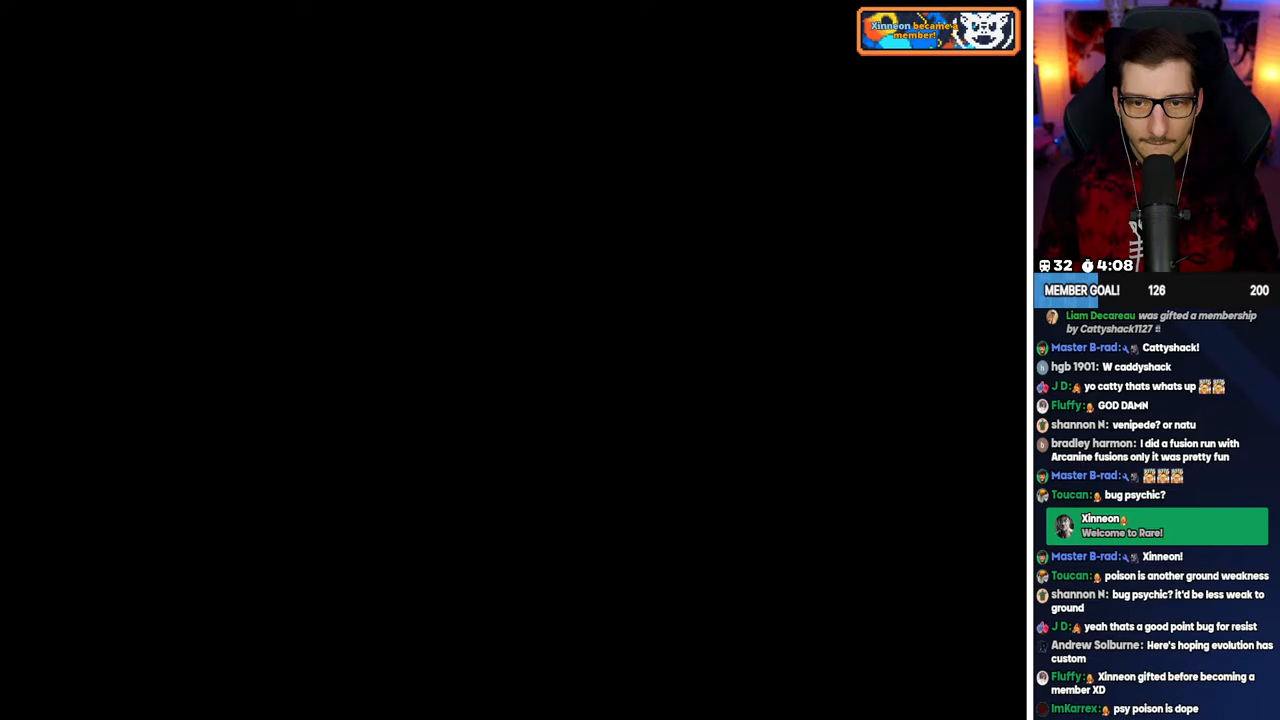 Xinneon became a
member!
32 4:08
MEMBER GOAL! 126 200
Liam Decareau was gifted a membership
by Cattyshack1127
Master B-rad: Cattyshack!
hgb 1901: W caddyshack
J D: yo catty thats whats up
Fluffy: GOD DAMN
shannon N: venipede? or natu
bradley harmon: I did a fusion run with
Arcanine fusions only it was pretty fun
Master B-rad:
Toucan: bug psychic?
Xinneon
Welcome to Rare!
Master B-rad: Xinneon!
Toucan: poison is another ground weakness
shannon N: bug psychic? it'd be less weak to
ground
J D: yeah thats a good point bug for resist
Andrew Solburne: Here's hoping evolution has
custom
Fluffy: Xinneon gifted before becoming a
member XD
ImKarrex: psy poison is dope